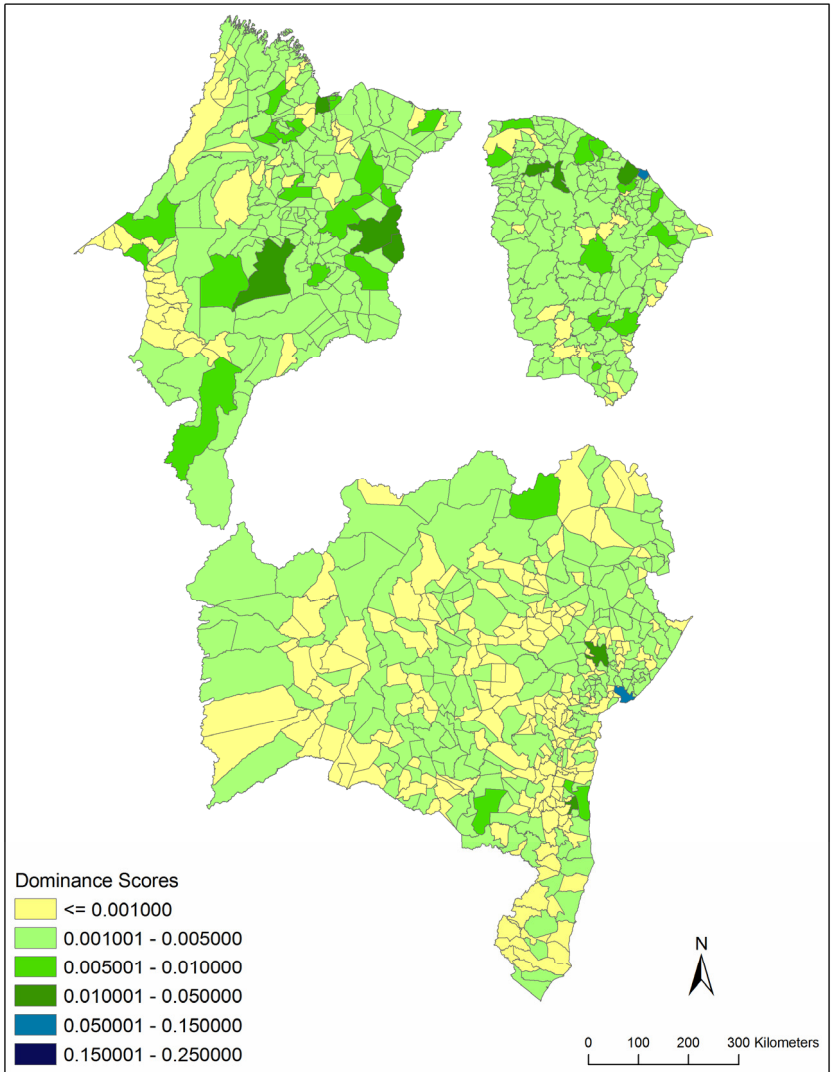 Dominance Scores
<= 0.001000
0.001001 - 0.005000
0.005001 - 0.010000
0.010001 - 0.050000
0.050001 - 0.150000
0.150001 - 0.250000
N
0 100 200 300 Kilometers